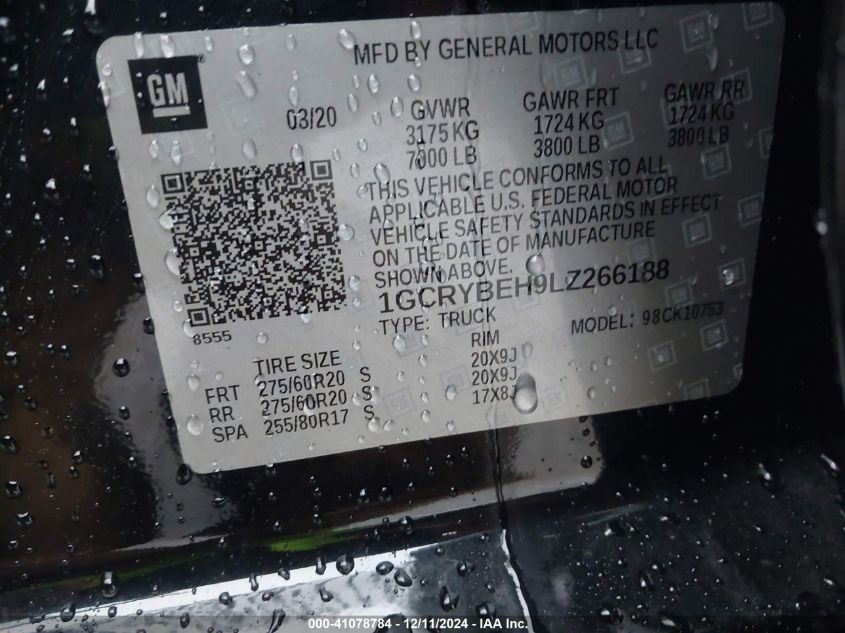 MFD BY GENERAL MOTORS LLC
GM
03/20
GVWR GAWR FRT GAWR RR
3175 KG 1724 KG 1724 KG
7000 LB 3800 LB 3800 LB
THIS VEHICLE CONFORMS TO ALL
APPLICABLE U.S. FEDERAL MOTOR
VEHICLE SAFETY STANDARDS IN EFFECT
ON THE DATE OF MANUFACTURE
SHOWN ABOVE.
1GCRYBEH9LZ266188
TYPE: TRUCK MODEL: 98CK10753
8555
TIRE SIZE RIM
FRT 275/60R20 S 20X9J
RR 275/60R20 S 20X9J
SPA 255/80R17 S 17X8J
000-41078784 - 12/11/2024 - IAA Inc.